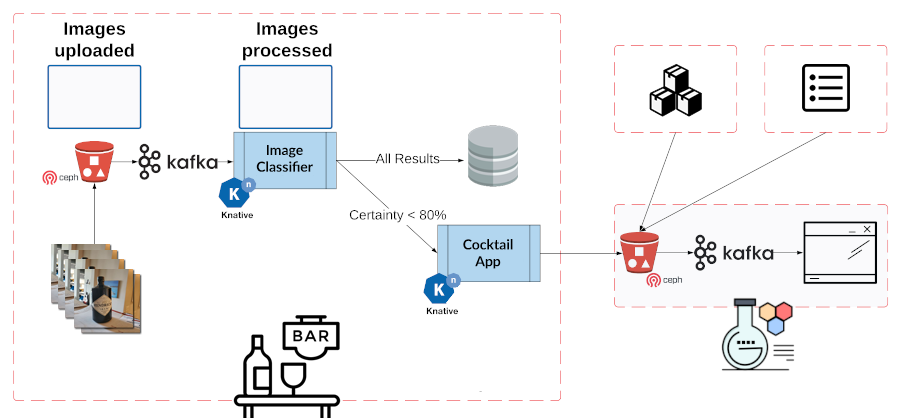 Images
uploaded
Images
processed
ceph
kafka
Image
Classifier
n
K
Knative
All Results
Certainty < 80%
Cocktail
App
n
K
Knative
ceph
kafka
BAR